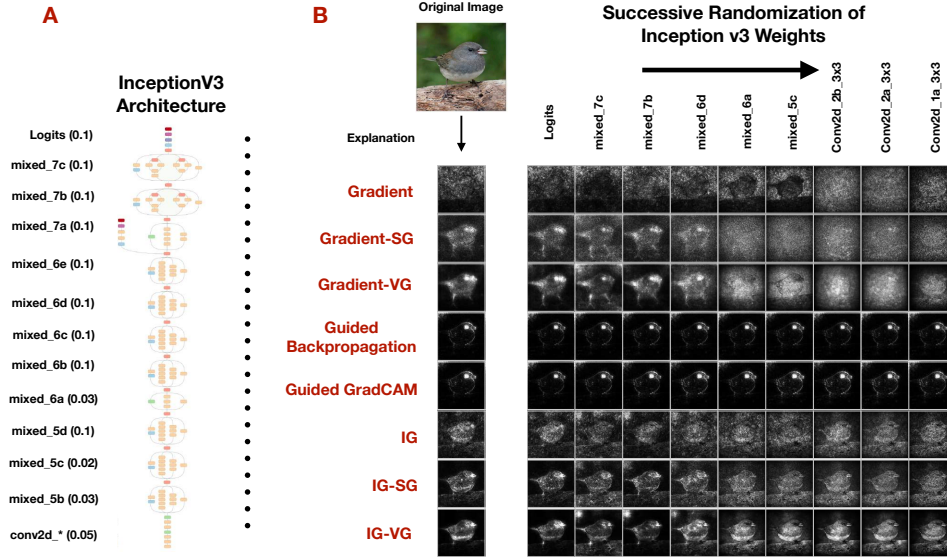 A
B
Original Image
Successive Randomization of
Inception v3 Weights
InceptionV3
Architecture
Logits (0.1)
mixed_7c (0.1)
mixed_7b (0.1)
mixed_7a (0.1)
mixed_6e (0.1)
mixed_6d (0.1)
mixed_6c (0.1)
mixed_6b (0.1)
mixed_6a (0.03)
mixed_5d (0.1)
mixed_5c (0.02)
mixed_5b (0.03)
conv2d_* (0.05)
Explanation
Logits
mixed_7c
mixed_7b
mixed_6d
mixed_6a
mixed_5c
Conv2d_2b_3x3
Conv2d_2a_3x3
Conv2d_1a_3x3
Gradient
Gradient-SG
Gradient-VG
Guided
Backpropagation
Guided GradCAM
IG
IG-SG
IG-VG